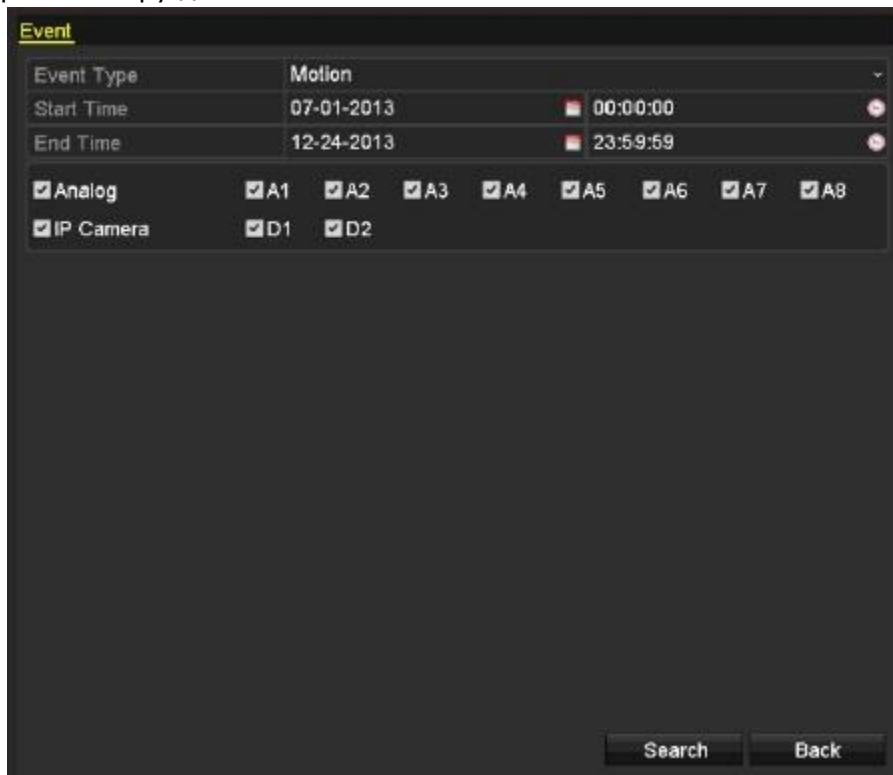 Event
Event Type Motion
Start Time 07-01-2013 00:00:00
End Time 12-24-2013 23:59:59
Analog A1 A2 A3 A4 A5 A6 A7 A8
IP Camera D1 D2
Search Back